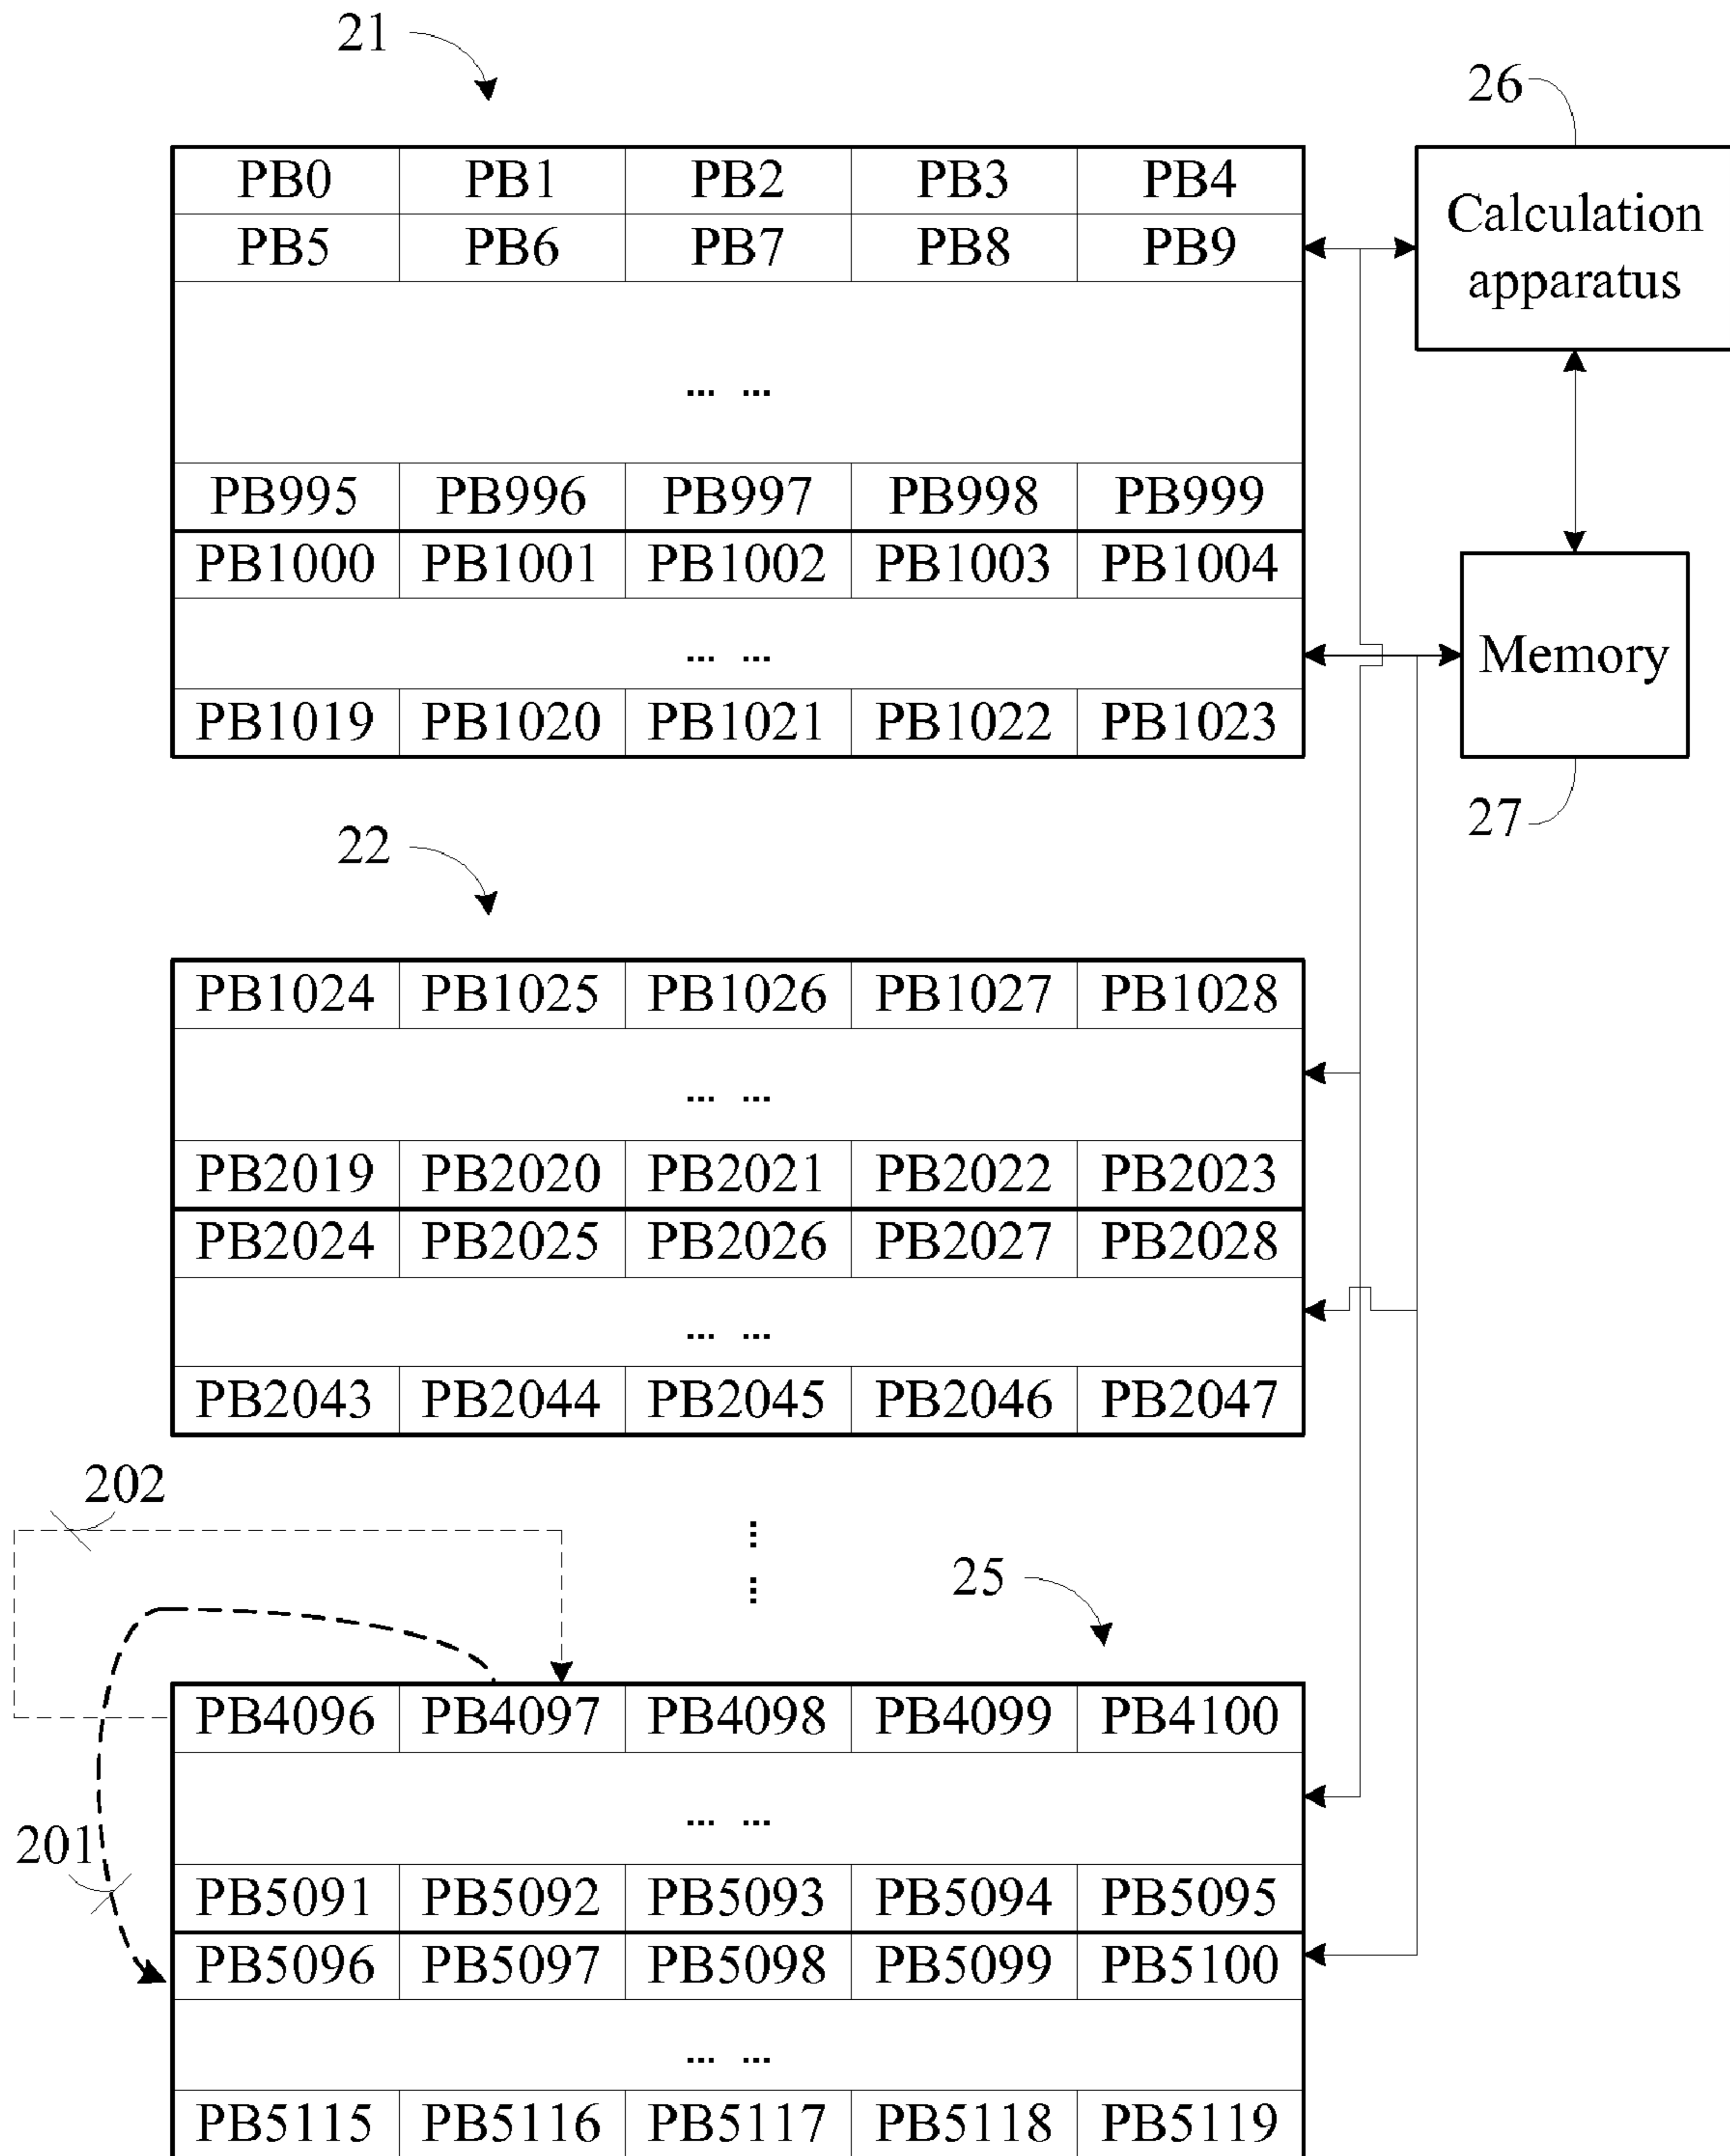 21
26
PB0 PB1 PB2 PB3 PB4
Calculation
apparatus
PB5 PB6 PB7 PB8 PB9
... ...
PB995 PB996 PB997 PB998 PB999
PB1000 PB1001 PB1002 PB1003 PB1004
... ...
Memory
PB1019 PB1020 PB1021 PB1022 PB1023
27
22
PB1024 PB1025 PB1026 PB1027 PB1028
... ...
PB2019 PB2020 PB2021 PB2022 PB2023
PB2024 PB2025 PB2026 PB2027 PB2028
... ...
PB2043 PB2044 PB2045 PB2046 PB2047
202
... ...
25
PB4096 PB4097 PB4098 PB4099 PB4100
... ...
201
PB5091 PB5092 PB5093 PB5094 PB5095
PB5096 PB5097 PB5098 PB5099 PB5100
... ...
PB5115 PB5116 PB5117 PB5118 PB5119